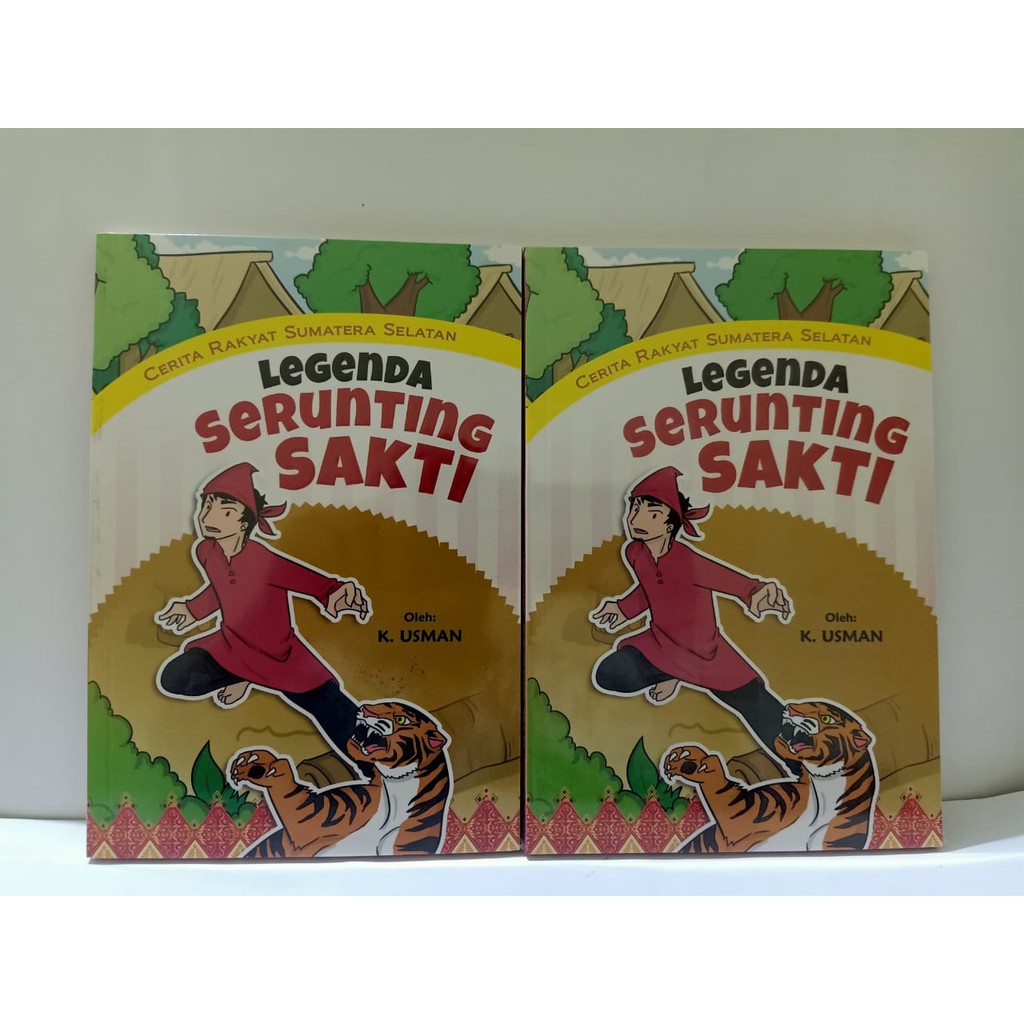 CERITA RAKYAT SUMATERA SELATAN
LEGENDA
SERUNTING
SAKTI
Oleh:
K. USMAN
CERITA RAKYAT SUMATERA SELATAN
LEGENDA
SERUNTING
SAKTI
Oleh:
K. USMAN